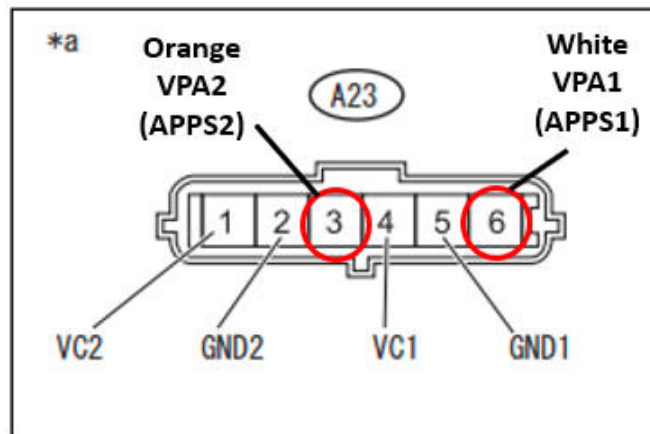 *a
Orange
VPA2
(APPS2)
A23
White
VPA1
(APPS1)
1 2 3 4 5 6
VC2 GND2 VC1 GND1